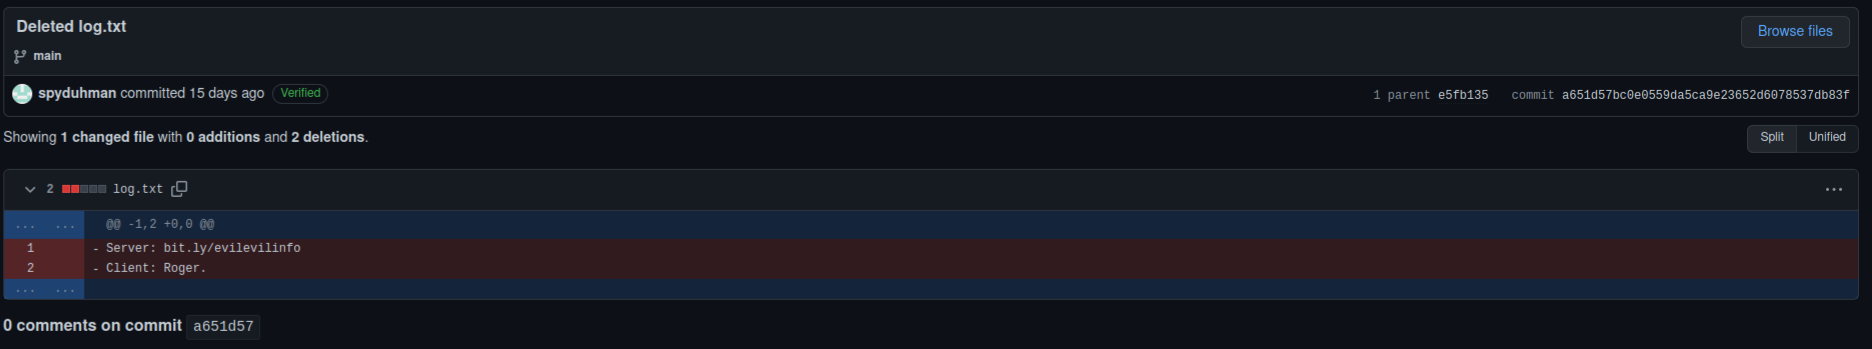 Deleted log.txt
Browse files
main
spyduhman committed 15 days ago Verified
1 parent e5fb135 commit a651d57bc0e0559da5ca9e23652d6078537db83f
Showing 1 changed file with 0 additions and 2 deletions.
Split Unified
2 log.txt
... ... @@ -1,2 +0,0 @@
1 - Server: bit.ly/evilevilinfo
2 - Client: Roger.
... ...
0 comments on commit a651d57